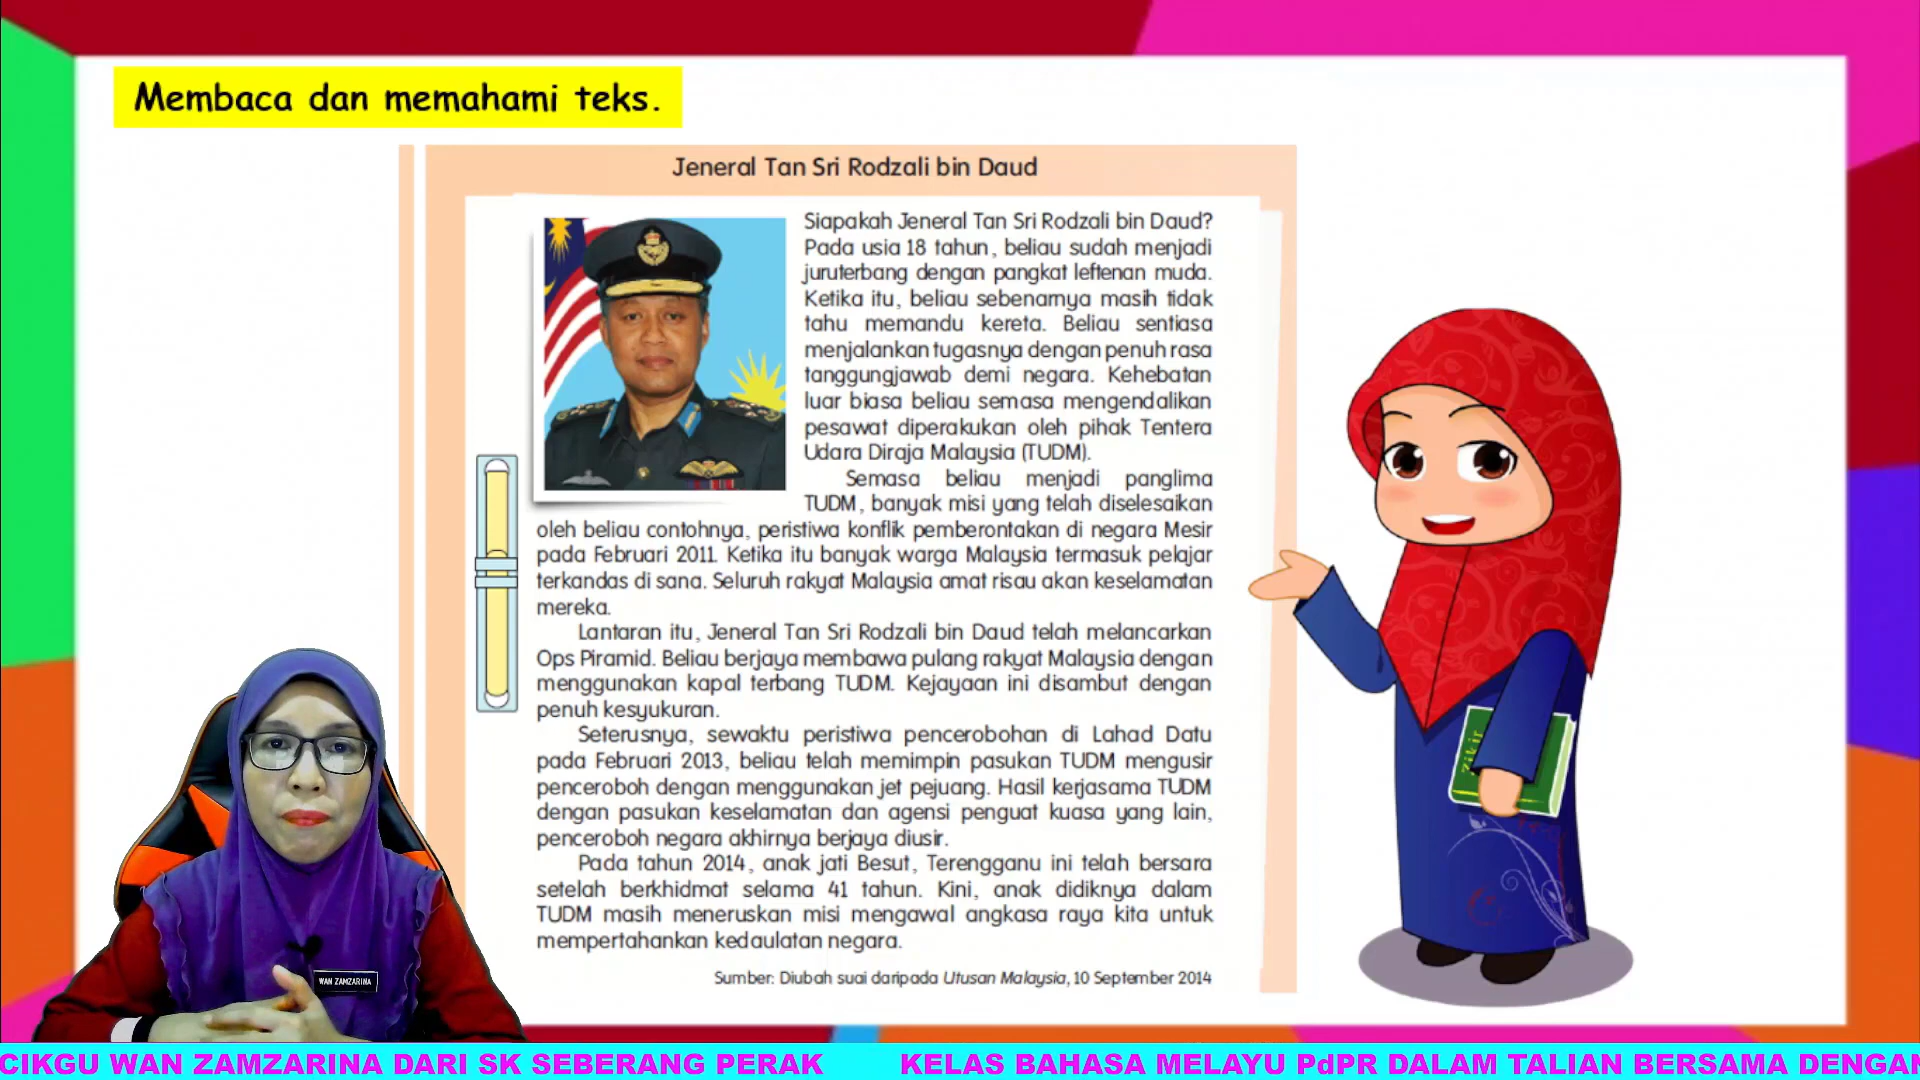 Membaca dan memahami teks.
Jeneral Tan Sri Rodzali bin Daud
Siapakah Jeneral Tan Sri Rodzali bin Daud?
Pada usia 18 tahun, beliau sudah menjadi
juruterbang dengan pangkat leftenan muda.
Ketika itu, beliau sebenarnya masih tidak
tahu memandu kereta. Beliau sentiasa
menjalankan tugasnya dengan penuh rasa
tanggungjawab demi negara. Kehebatan
luar biasa beliau semasa mengendalikan
pesawat diperakukan oleh pihak Tentera
Udara Diraja Malaysia (TUDM).
Semasa beliau menjadi panglima
TUDM, banyak misi yang telah diselesaikan
oleh beliau contohnya, peristiwa konflik pemberontakan di negara Mesir
pada Februari 2011. Ketika itu banyak warga Malaysia termasuk pelajar
terkandas di sana. Seluruh rakyat Malaysia amat risau akan keselamatan
mereka.
Lantaran itu, Jeneral Tan Sri Rodzali bin Daud telah melancarkan
Ops Piramid. Beliau berjaya membawa pulang rakyat Malaysia dengan
menggunakan kapal terbang TUDM. Kejayaan ini disambut dengan
penuh kesyukuran.
Seterusnya, sewaktu peristiwa pencerobohan di Lahad Datu
pada Februari 2013, beliau telah memimpin pasukan TUDM mengusir
penceroboh dengan menggunakan jet pejuang. Hasil kerjasama TUDM
dengan pasukan keselamatan dan agensi penguat kuasa yang lain,
penceroboh negara akhirnya berjaya diusir.
Pada tahun 2014, anak jati Besut, Terengganu ini telah bersara
setelah berkhidmat selama 41 tahun. Kini, anak didiknya dalam
TUDM masih meneruskan misi mengawal angkasa raya kita untuk
mempertahankan kedaulatan negara.
Sumber: Diubah suai daripada Utusan Malaysia, 10 September 2014
Zikir
WAN ZAMZARINA
CIKGU WAN ZAMZARINA DARI SK SEBERANG PERAK KELAS BAHASA MELAYU PdPR DALAM TALIAN BERSAMA DENGAN